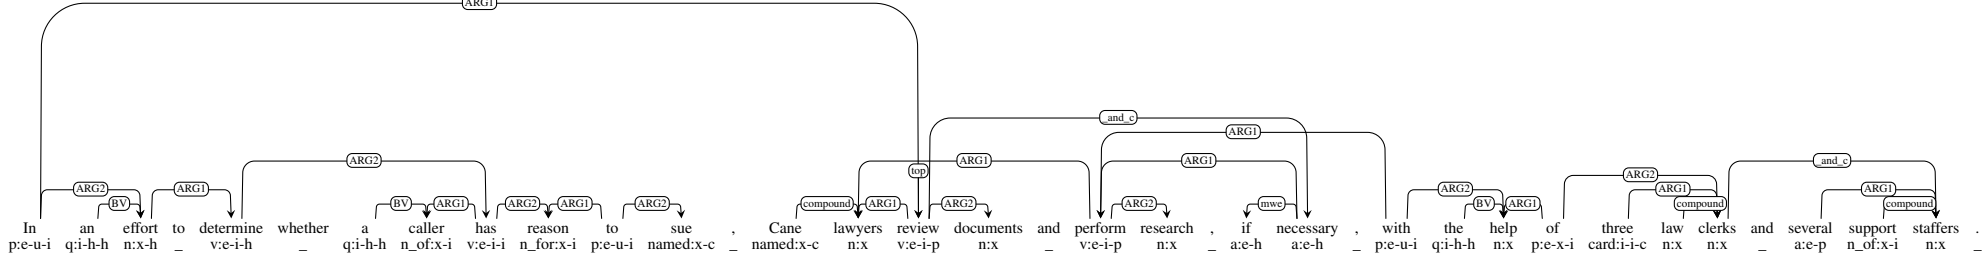 ARG1
_and_c
ARG1
ARG2 ARG1 ARG1 _and_c
top ARG2
ARG2 ARG1 ARG2 ARG1 ARG1
BV BV ARG1 ARG2 ARG1 ARG2 compound ARG1 ARG2 ARG2 mwe BV ARG1 compound compound
In an effort to determine whether a caller has reason to sue , Cane lawyers review documents and perform research , if necessary , with the help of three law clerks and several support staffers .
p:e-u-i q:i-h-h n:x-h _ v:e-i-h _ q:i-h-h n_of:x-i v:e-i-i n_for:x-i p:e-u-i named:x-c _ named:x-c n:x v:e-i-p n:x _ v:e-i-p n:x _ a:e-h a:e-h _ p:e-u-i q:i-h-h n:x p:e-x-i card:i-i-c n:x n:x _ a:e-p n_of:x-i n:x _